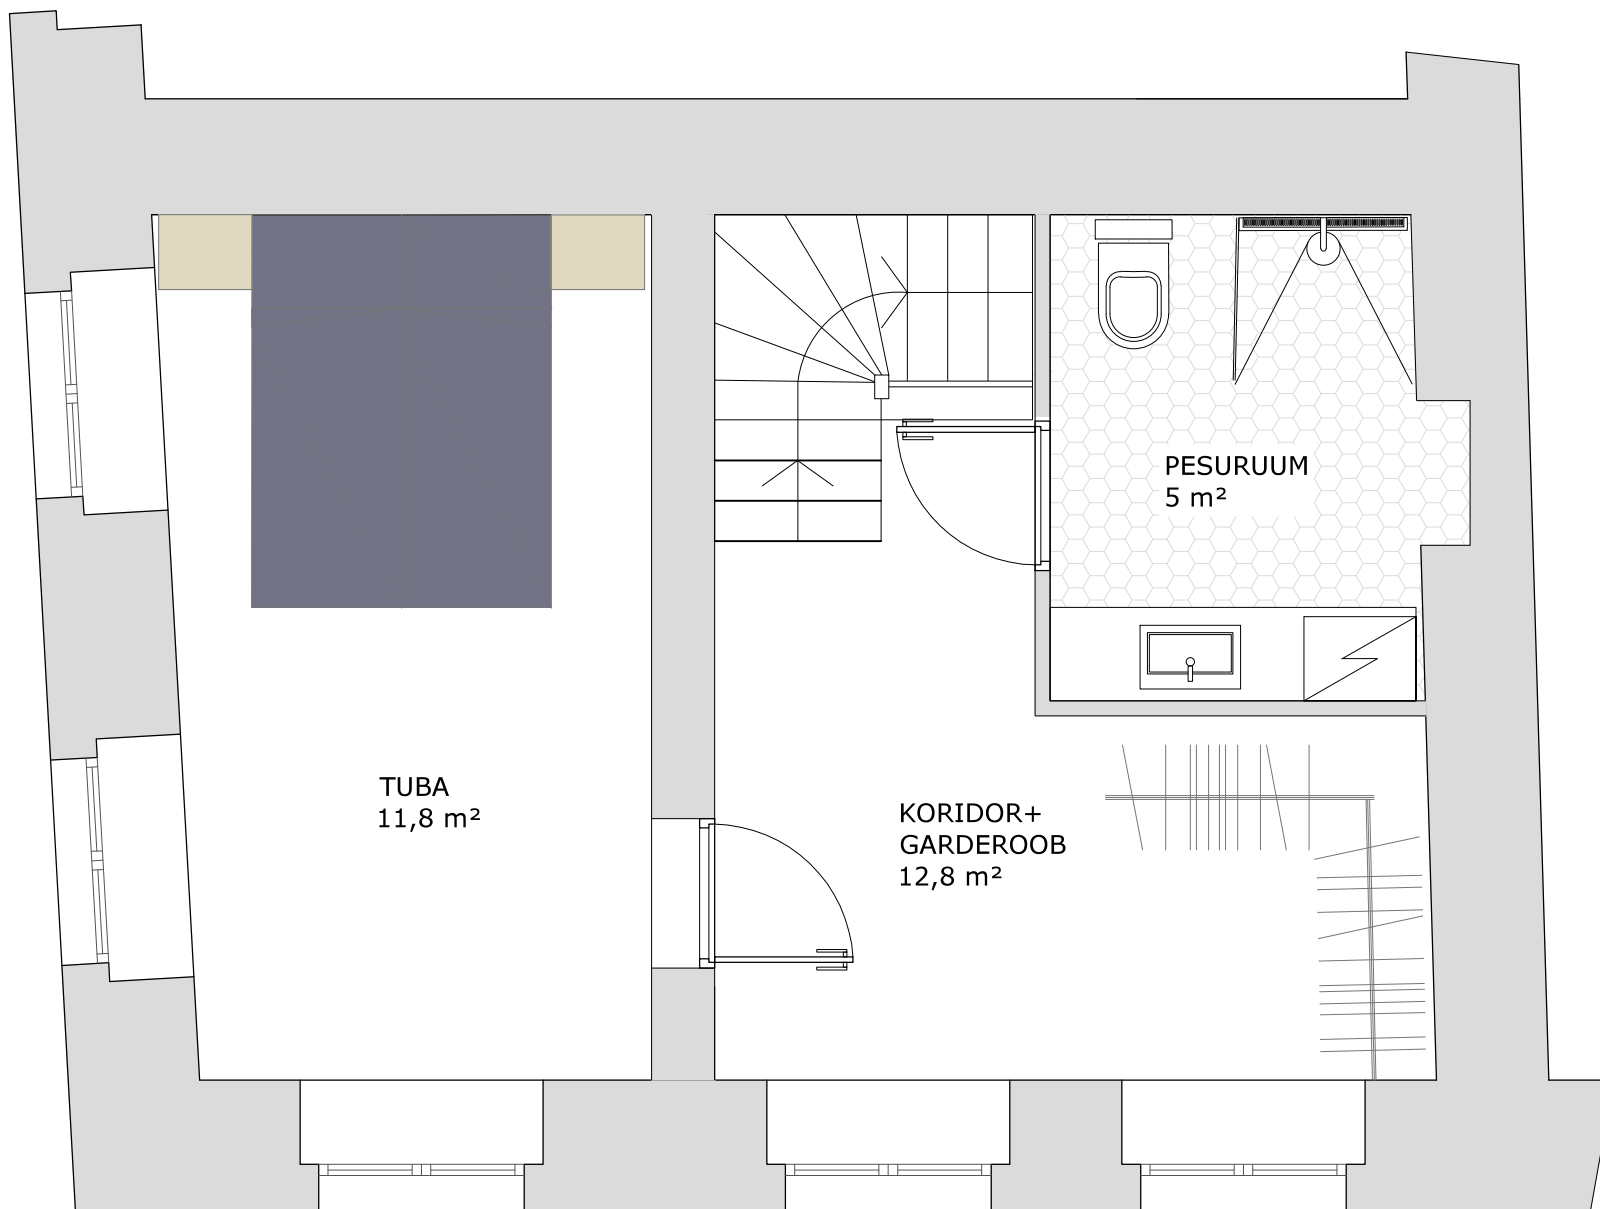 PESURUUM
5 m²
TUBA
11,8 m²
KORIDOR+
GARDEROOB
12,8 m²